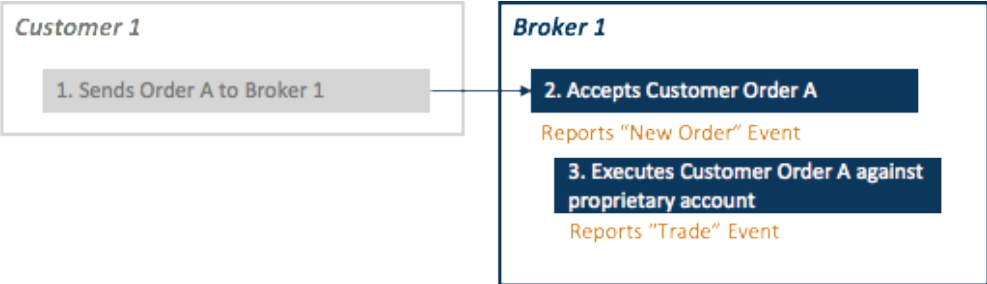 Customer 1
1. Sends Order A to Broker 1
Broker 1
2. Accepts Customer Order A
Reports "New Order" Event
3. Executes Customer Order A against
proprietary account
Reports "Trade" Event